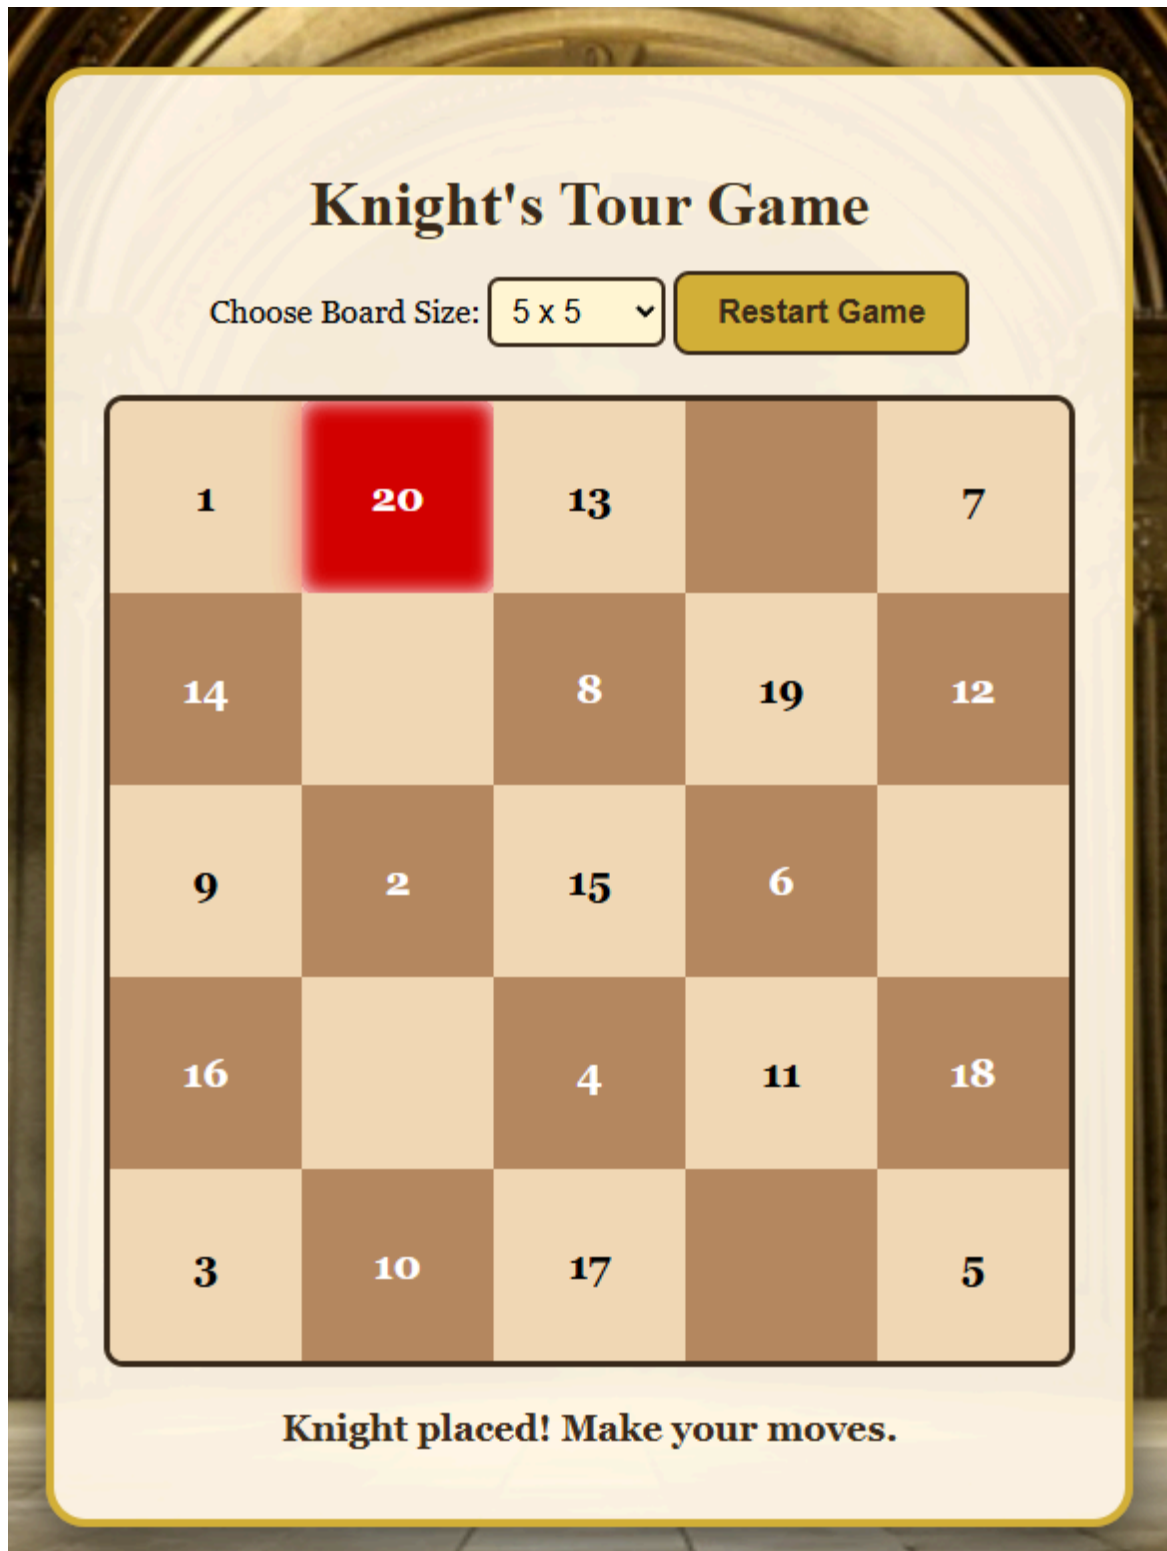 Knight's Tour Game
Choose Board Size: 5 x 5 Restart Game
1 20 13 7
14 8 19 12
9 2 15 6
16 4 11 18
3 10 17 5
Knight placed! Make your moves.